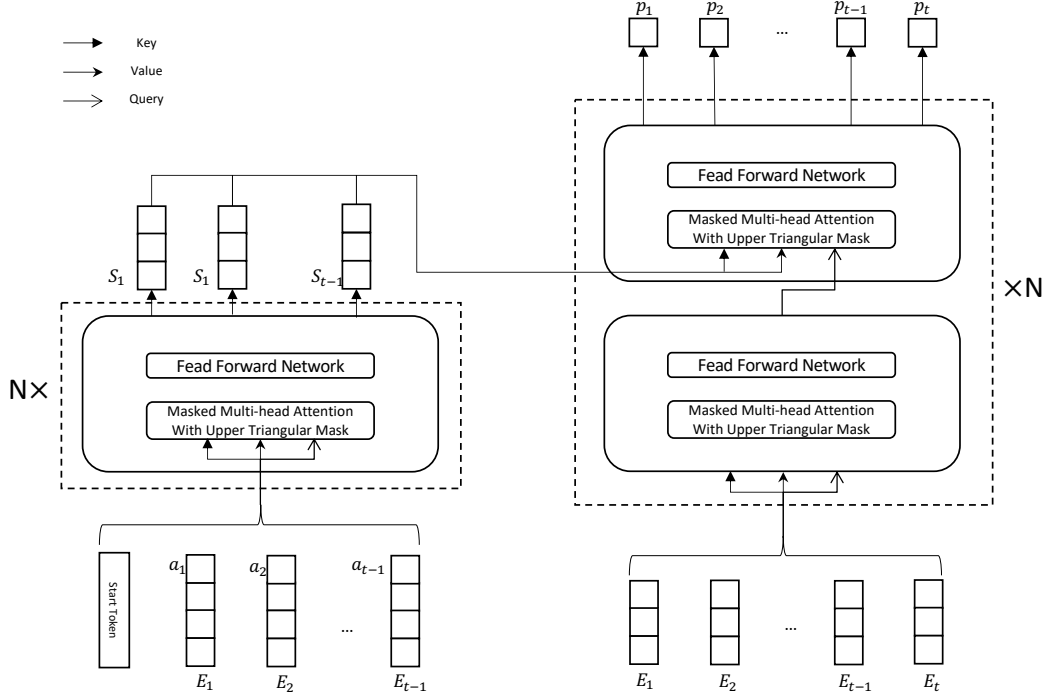 Key
Value
Query
p₁ p₂ ... pₜ₋₁ pₜ
Fead Forward Network
Masked Multi-head Attention
With Upper Triangular Mask
×N
Fead Forward Network
Masked Multi-head Attention
With Upper Triangular Mask
E₁ E₂ ... Eₜ₋₁ Eₜ
S₁ S₁ Sₜ₋₁
N×
Fead Forward Network
Masked Multi-head Attention
With Upper Triangular Mask
Start Token
a₁ a₂ aₜ₋₁
...
E₁ E₂ Eₜ₋₁